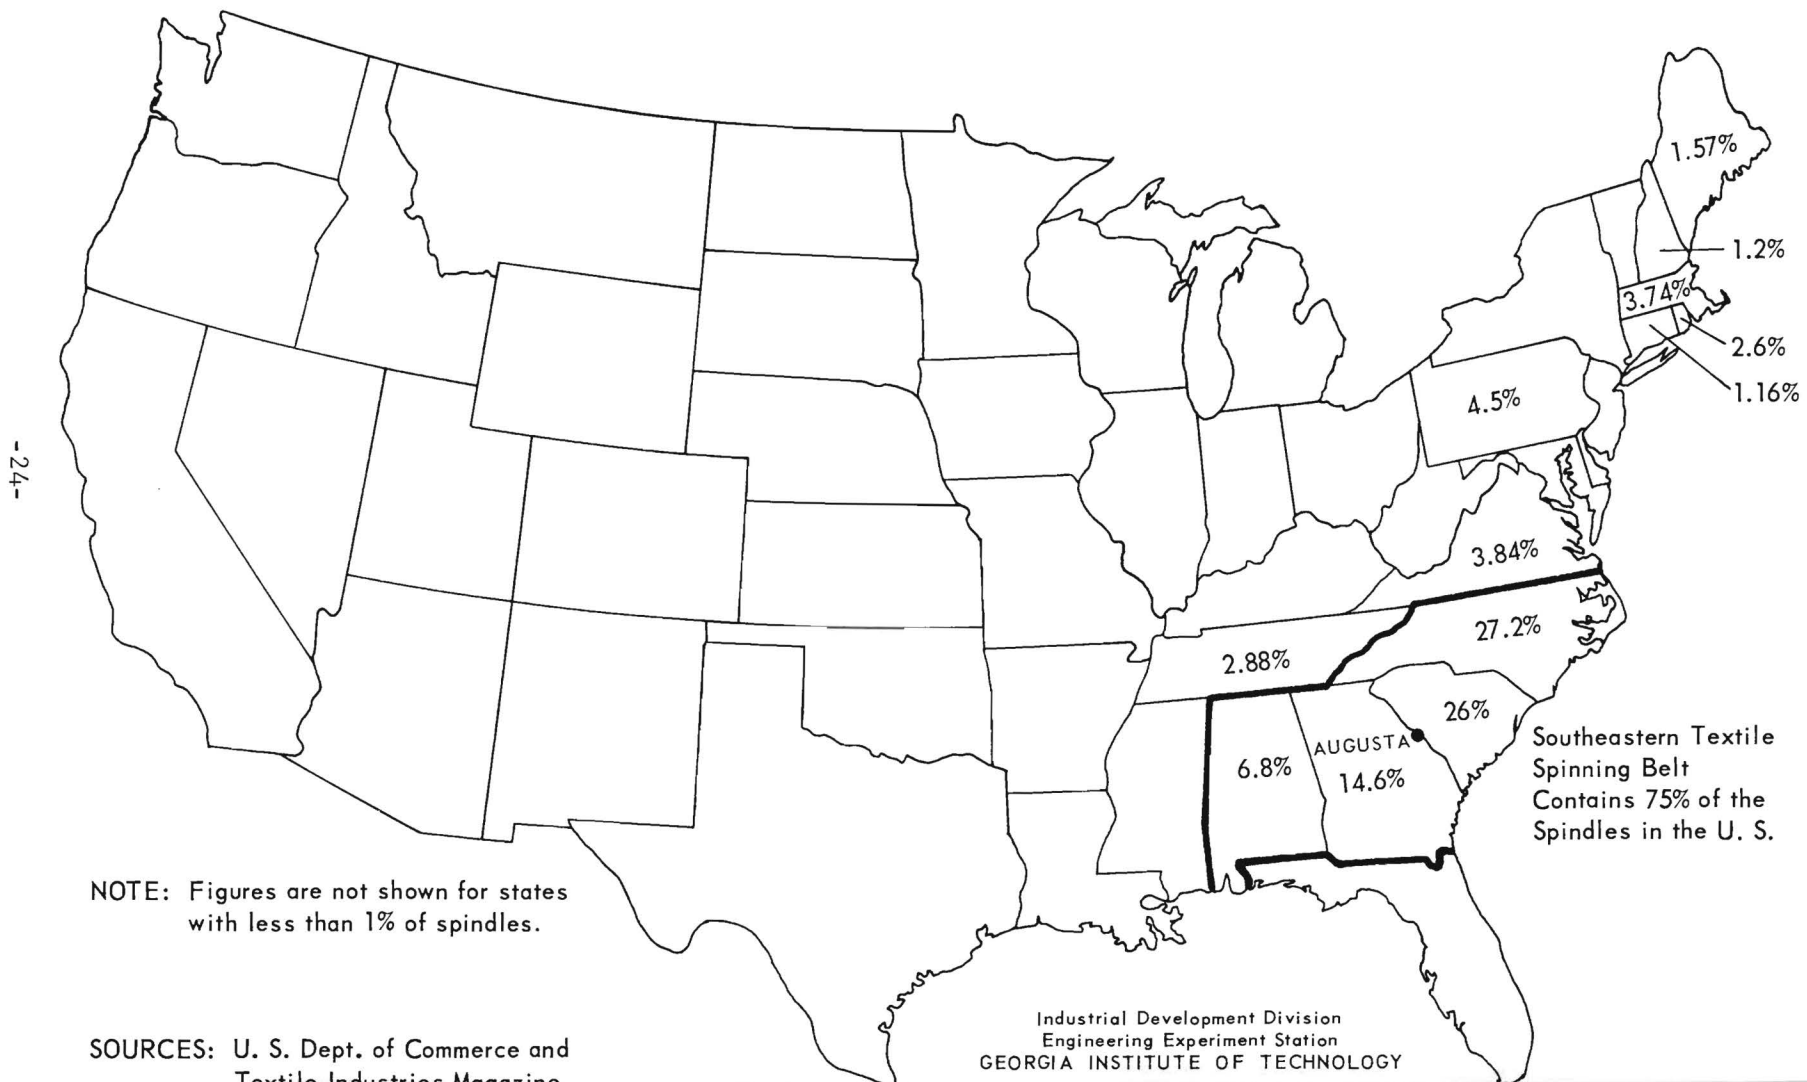 1.57%
1.2%
3.74%
2.6%
1.16%
4.5%
-24-
3.84%
27.2%
2.88%
26%
AUGUSTA
6.8%
14.6%
Southeastern Textile
Spinning Belt
Contains 75% of the
Spindles in the U. S.
NOTE: Figures are not shown for states
with less than 1% of spindles.
SOURCES: U. S. Dept. of Commerce and
Textile Industries Magazine
Industrial Development Division
Engineering Experiment Station
GEORGIA INSTITUTE OF TECHNOLOGY